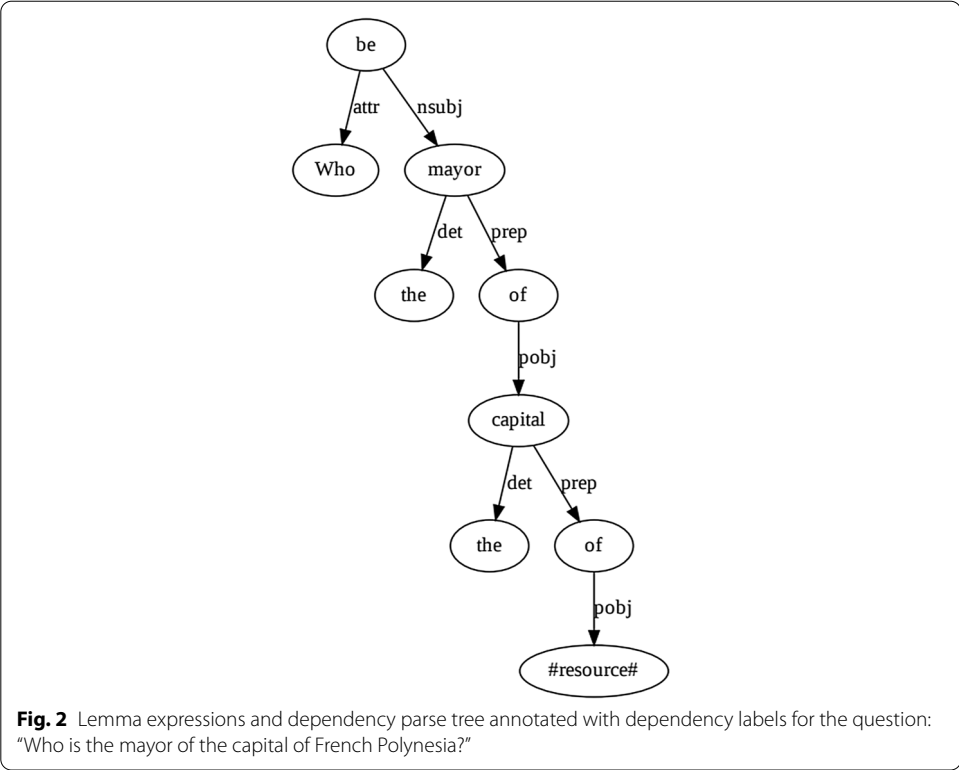 be
attr nsubj
Who mayor
det prep
the of
pobj
capital
det prep
the of
pobj
#resource#
Fig. 2 Lemma expressions and dependency parse tree annotated with dependency labels for the question:
“Who is the mayor of the capital of French Polynesia?”